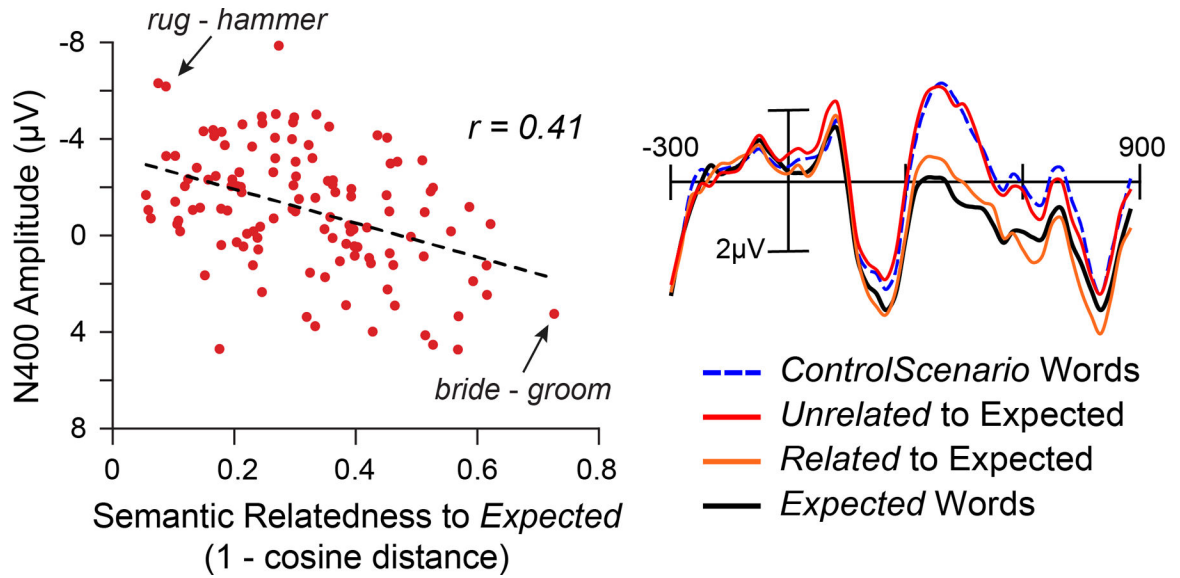 rug - hammer
-8
-4
0
4
8
N400 Amplitude (µV)
r = 0.41
bride - groom
0
0.2
0.4
0.6
0.8
Semantic Relatedness to Expected
(1 - cosine distance)
-300
900
2µV
ControlScenario Words
Unrelated to Expected
Related to Expected
Expected Words